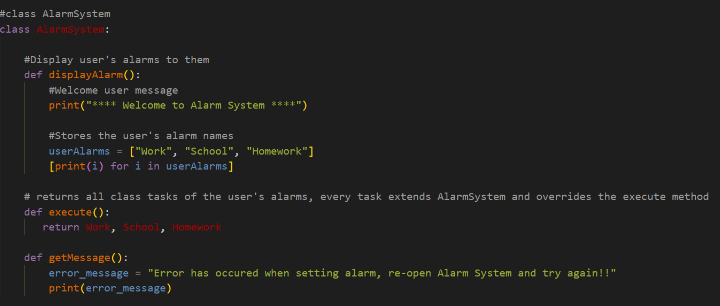 #class AlarmSystem
class AlarmSystem:
#Display user's alarms to them
def displayAlarm():
#Welcome user message
print("**** Welcome to Alarm System ****")
#Stores the user's alarm names
userAlarms = ["Work", "School", "Homework"]
[print(i) for i in userAlarms]
# returns all class tasks of the user's alarms, every task extends AlarmSystem and overrides the execute method
def execute():
return Work, School, Homework
def getMessage():
error_message = "Error has occured when setting alarm, re-open Alarm System and try again!!"
print(error_message)